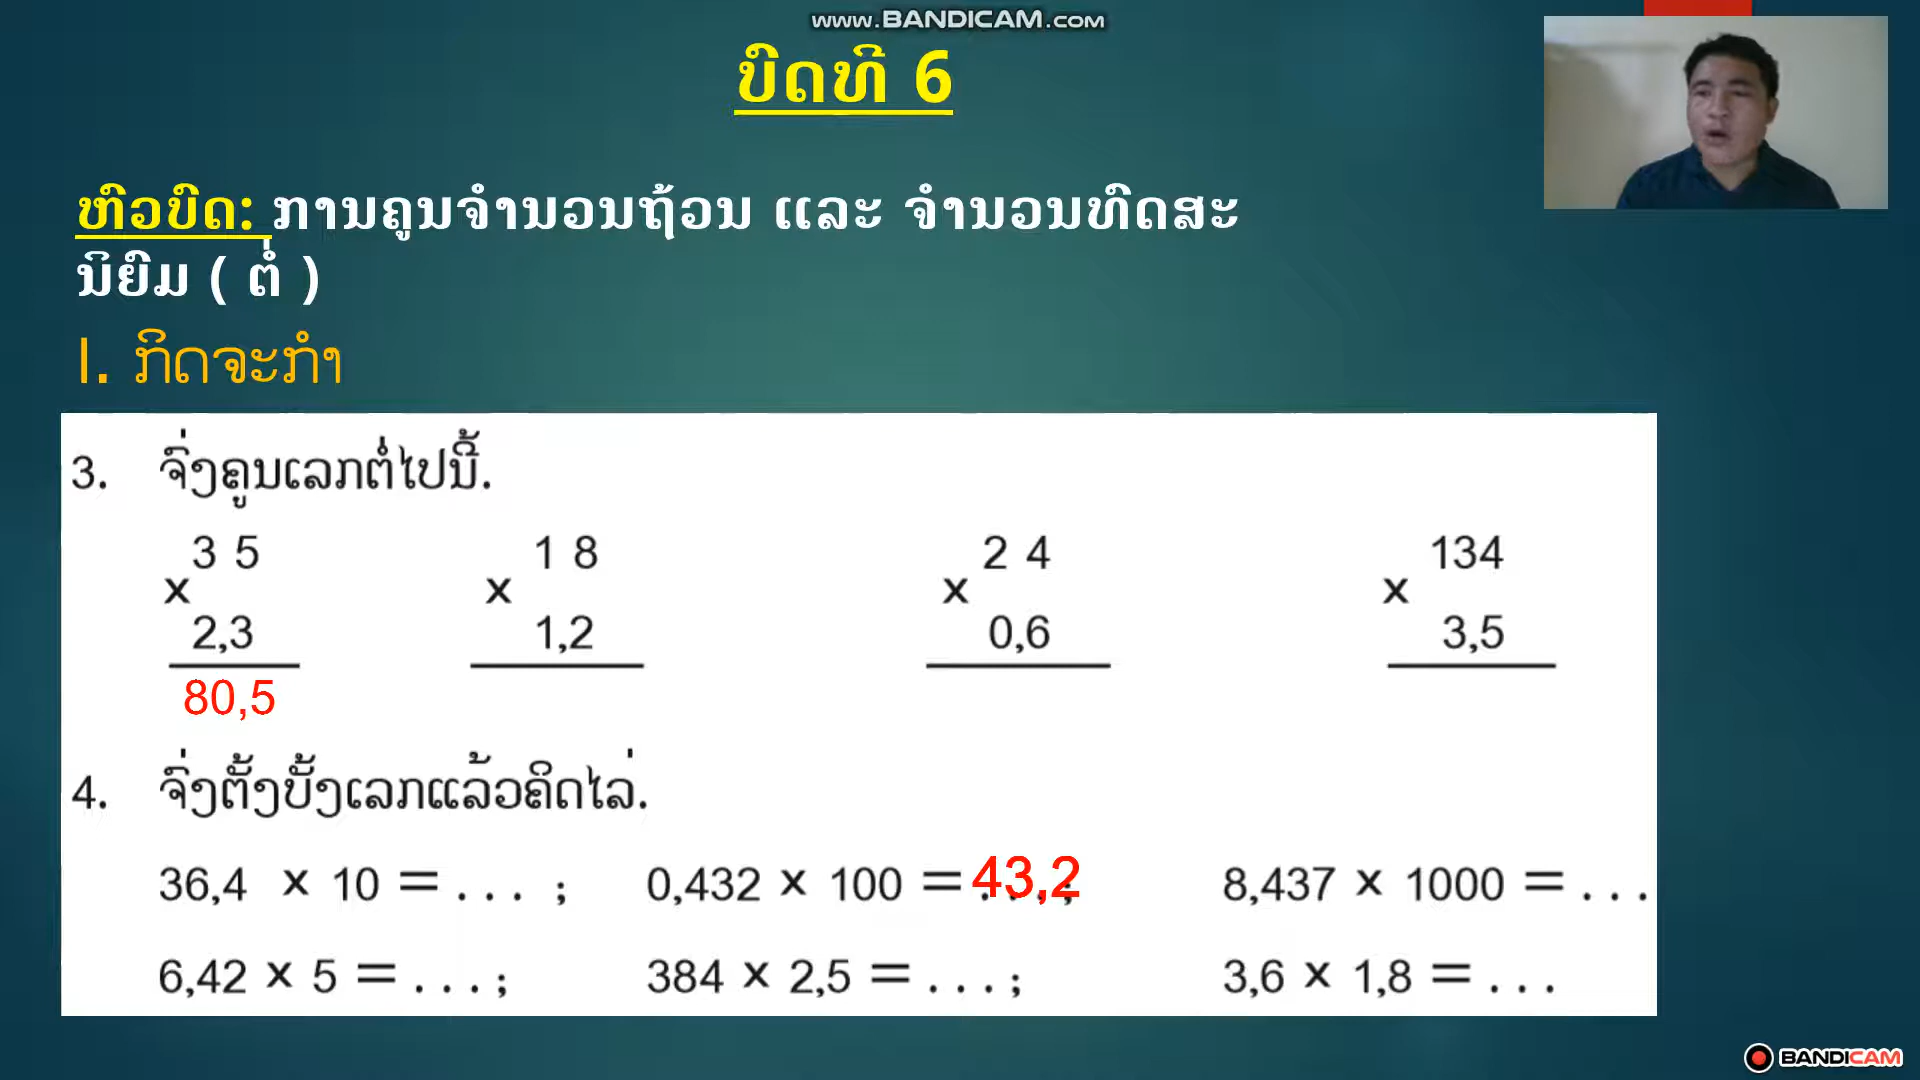 www.BANDICAM.com
ບົດທີ 6
ຫົວບົດ: ການຄູນຈຳນວນຖ້ວນ ແລະ ຈຳນວນທົດສະ
ນິຍົມ ( ຕໍ່ )
I. ກິດຈະກຳ
3. ຈົ່ງຄູນເລກຕໍ່ໄປນີ້.
3 5 1 8 2 4 134
x x x x
2,3 1,2 0,6 3,5
80,5
4. ຈົ່ງຕັ້ງບັ້ງເລກແລ້ວຄິດໄລ່.
36,4 x 10 = . . . ; 0,432 x 100 = 43,2 . . . ; 8,437 x 1000 = . . .
6,42 x 5 = . . . ; 384 x 2,5 = . . . ; 3,6 x 1,8 = . . .
BANDICAM